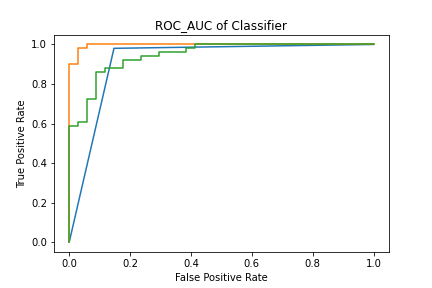 ROC_AUC of Classifier
1.0
0.8
0.6
0.4
0.2
0.0
True Positive Rate
0.0 0.2 0.4 0.6 0.8 1.0
False Positive Rate